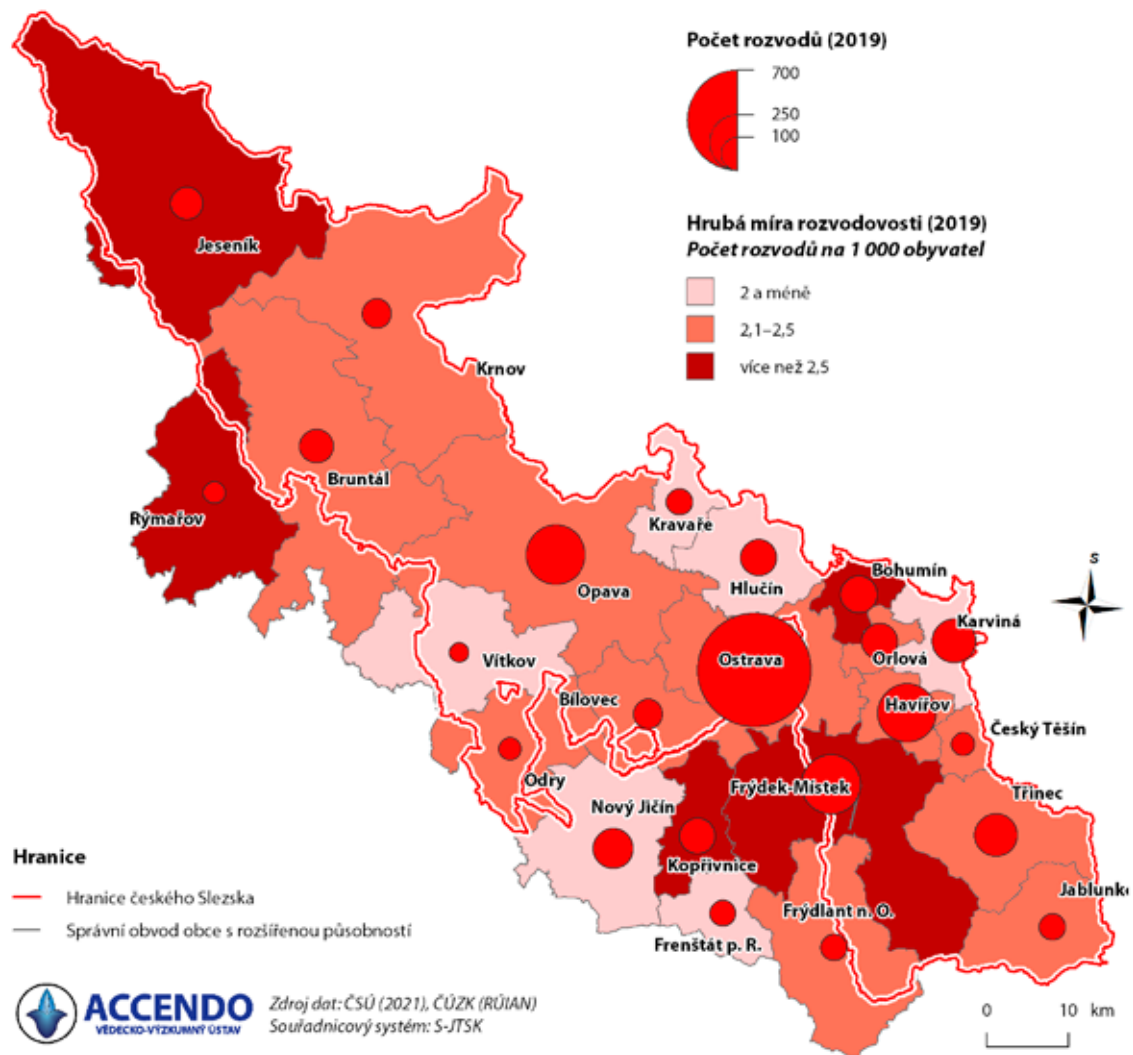 Počet rozvodů (2019)
700
250
100
Hrubá míra rozvodovosti (2019)
Počet rozvodů na 1 000 obyvatel
2 a méně
2,1–2,5
více než 2,5
Jeseník
Krnov
Bruntál
Rýmařov
Kravaře
Opava
Hlučín
Bohumín
S
Karviná
Ostrava
Orlová
Vítkov
Bílovec
Havířov
Český Těšín
Odry
Frýdek-Místek
Třinec
Nový Jičín
Kopřivnice
Jablunk
Frýdlant n. O.
Frenštát p. R.
Hranice
Hranice českého Slezska
Správní obvod obce s rozšířenou působností
ACCENDO
VĚDECKO-VÝZKUMNÝ ÚSTAV
Zdroj dat: ČSÚ (2021), ČÚZK (RÚIAN)
Souřadnicový systém: S-JTSK
0 10 km